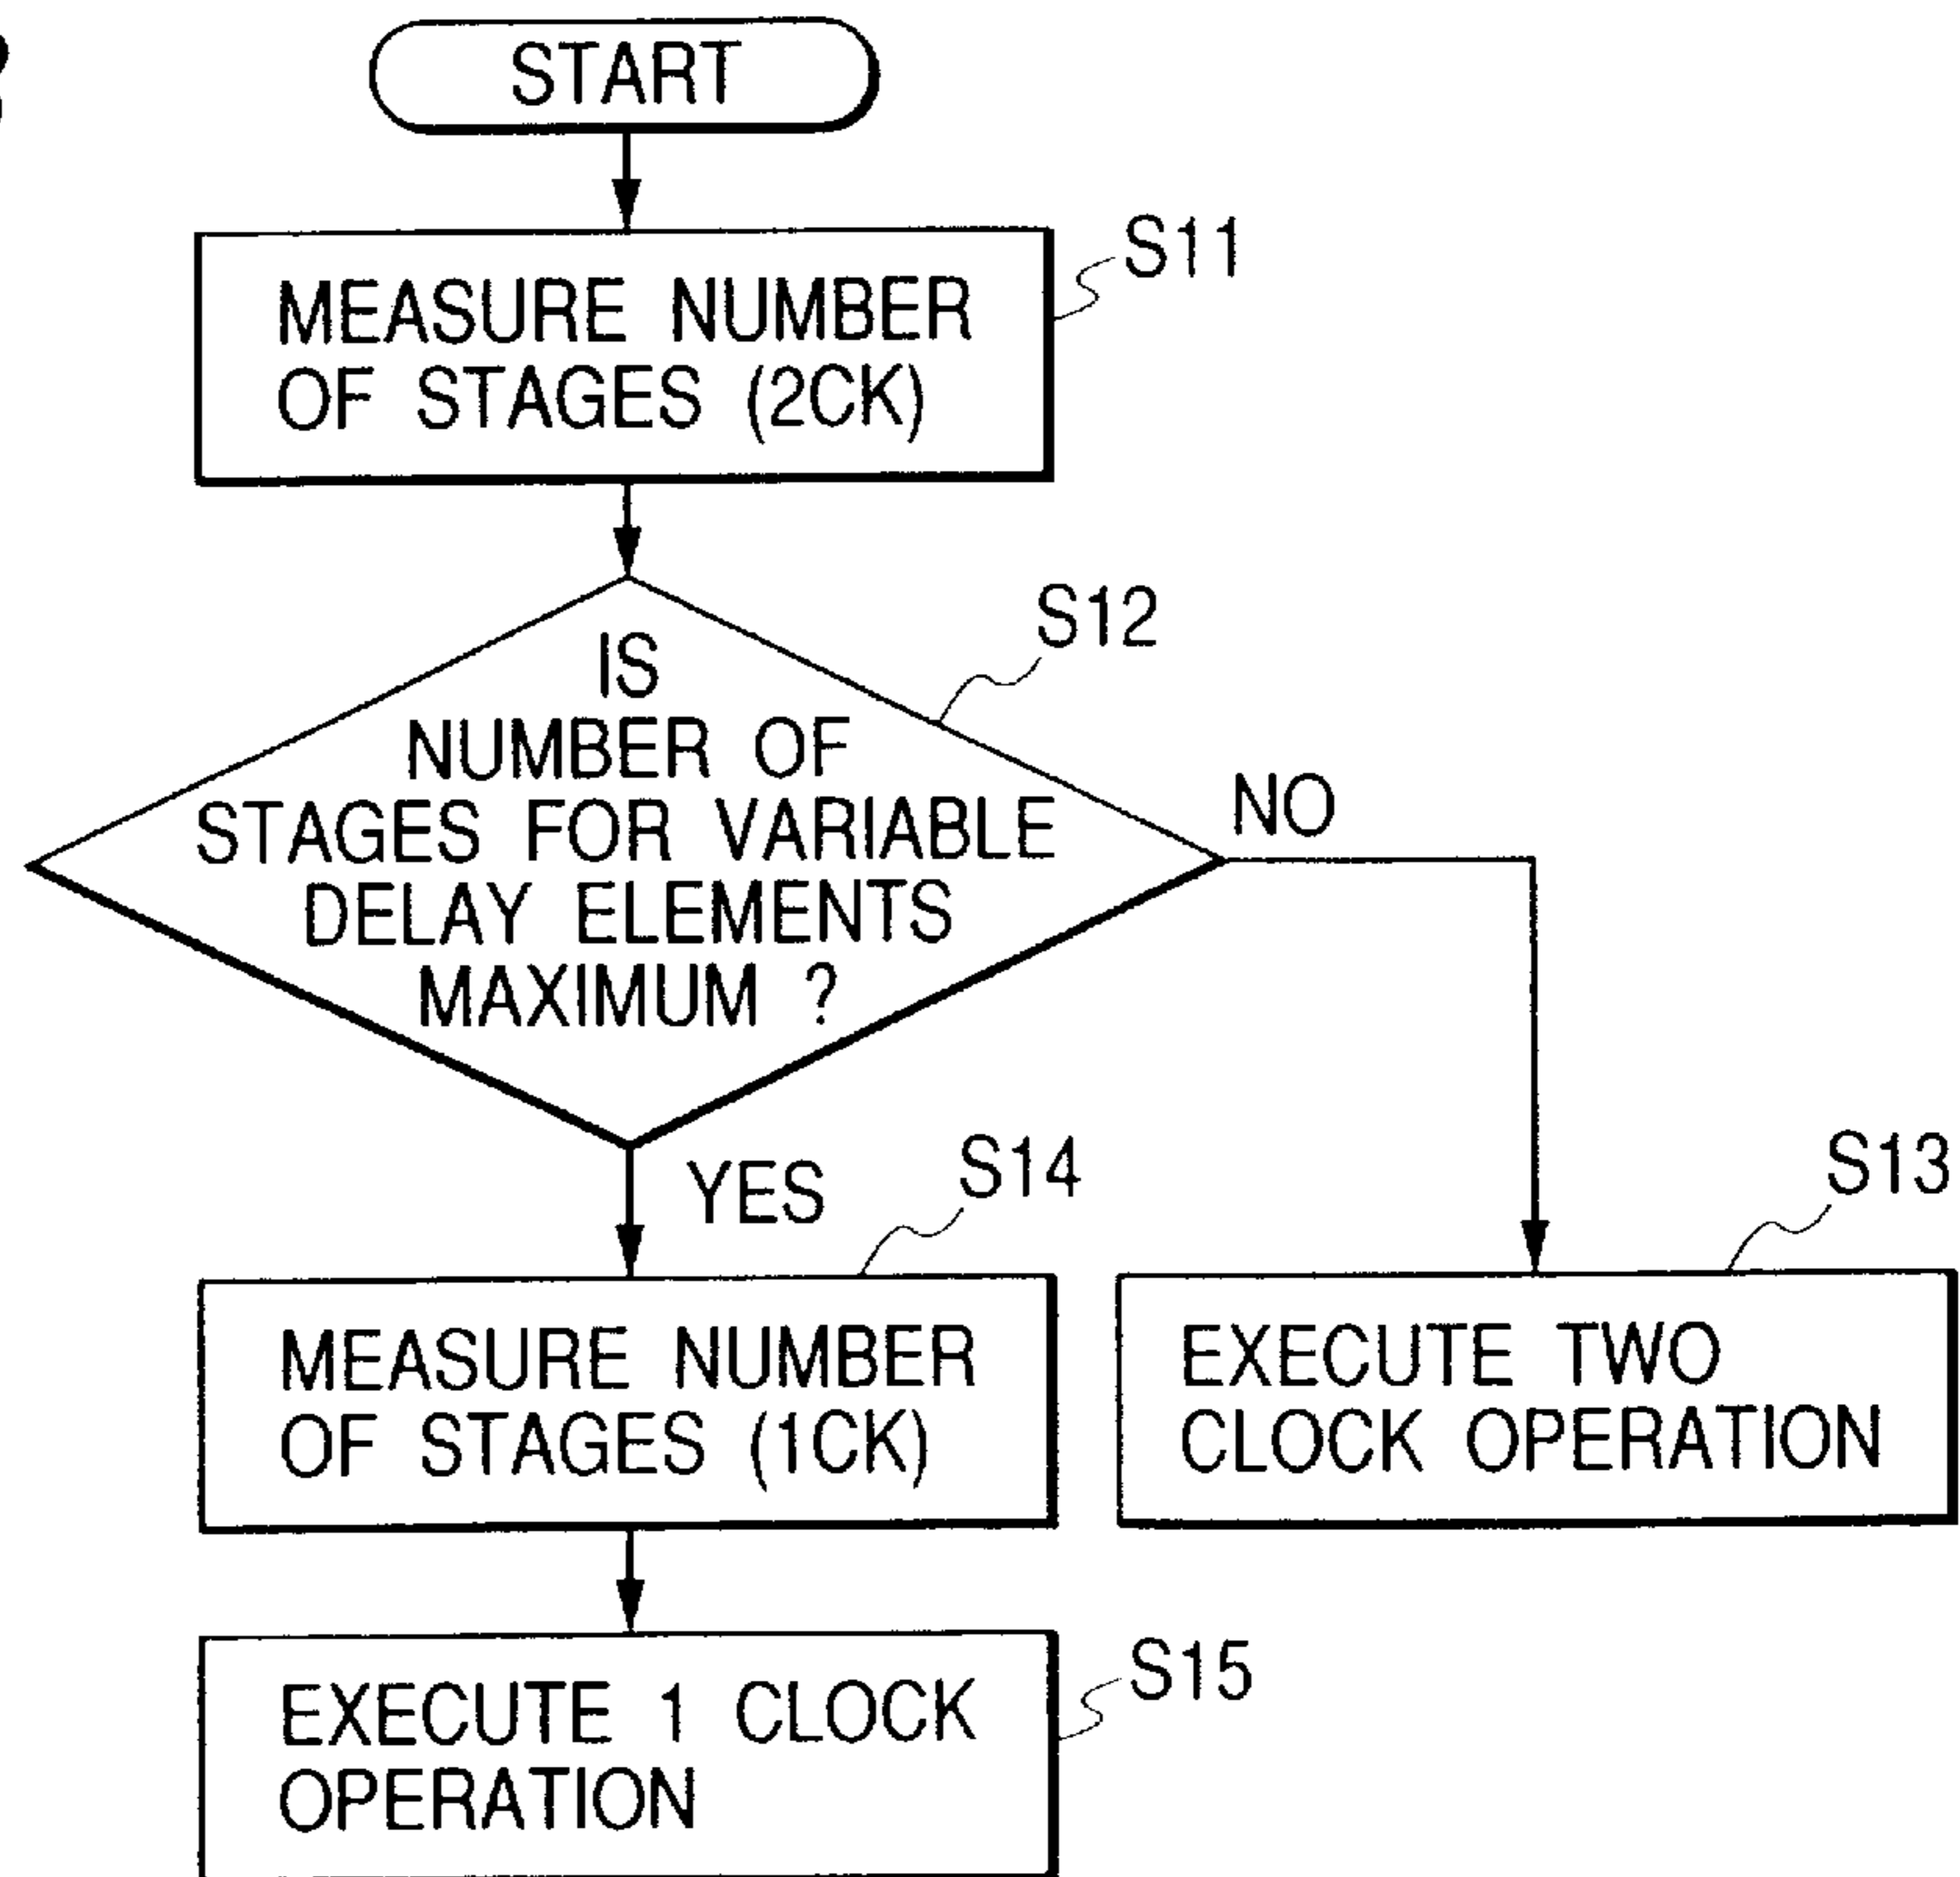 START
S11
MEASURE NUMBER
OF STAGES (2CK)
S12
IS
NUMBER OF
STAGES FOR VARIABLE
DELAY ELEMENTS
MAXIMUM ?
NO
YES
S14
S13
MEASURE NUMBER
OF STAGES (1CK)
EXECUTE TWO
CLOCK OPERATION
S15
EXECUTE 1 CLOCK
OPERATION